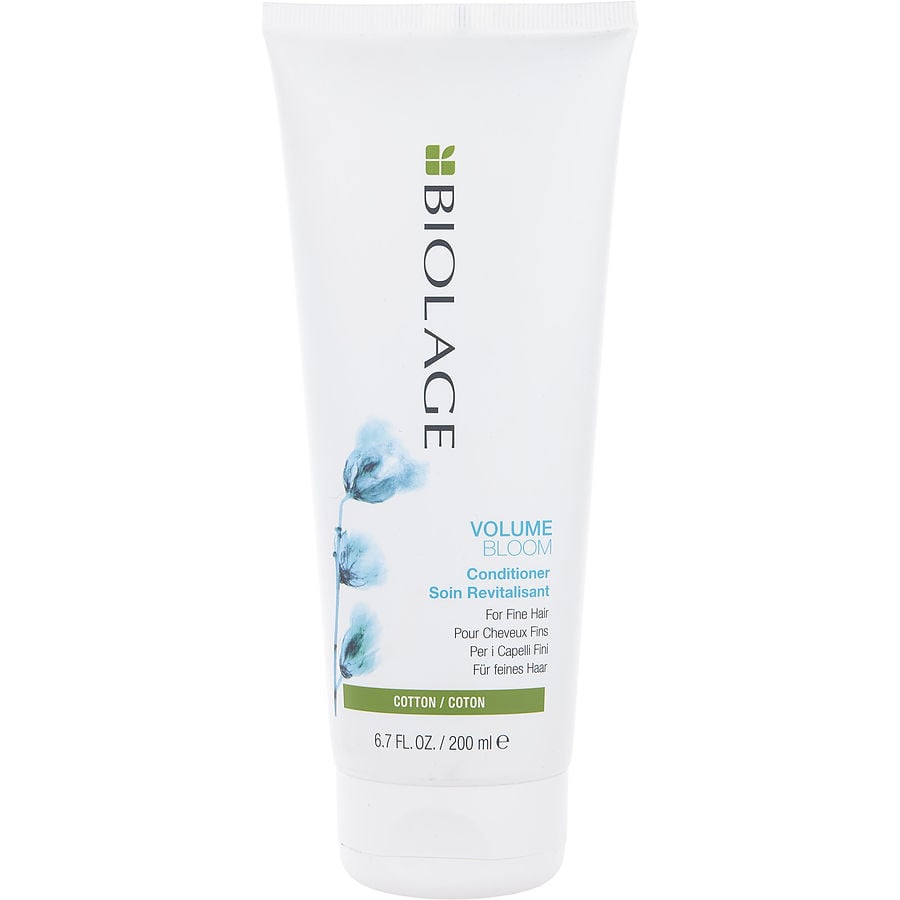 BIOLAGE
VOLUME
BLOOM
Conditioner
Soin Revitalisant
For Fine Hair
Pour Cheveux Fins
Per i Capelli Fini
Für feines Haar
COTTON / COTON
6.7 FL. OZ. / 200 ml ℮